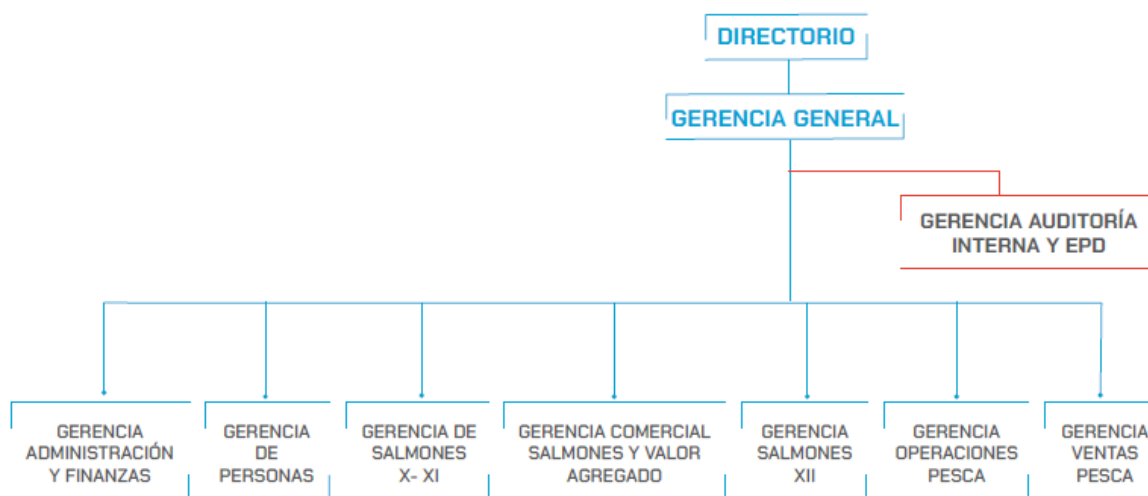 DIRECTORIO
GERENCIA GENERAL
GERENCIA AUDITORÍA
INTERNA Y EPD
GERENCIA
ADMINISTRACIÓN
Y FINANZAS
GERENCIA
DE
PERSONAS
GERENCIA DE
SALMONES
X- XI
GERENCIA COMERCIAL
SALMONES Y VALOR
AGREGADO
GERENCIA
SALMONES
XII
GERENCIA
OPERACIONES
PESCA
GERENCIA
VENTAS
PESCA